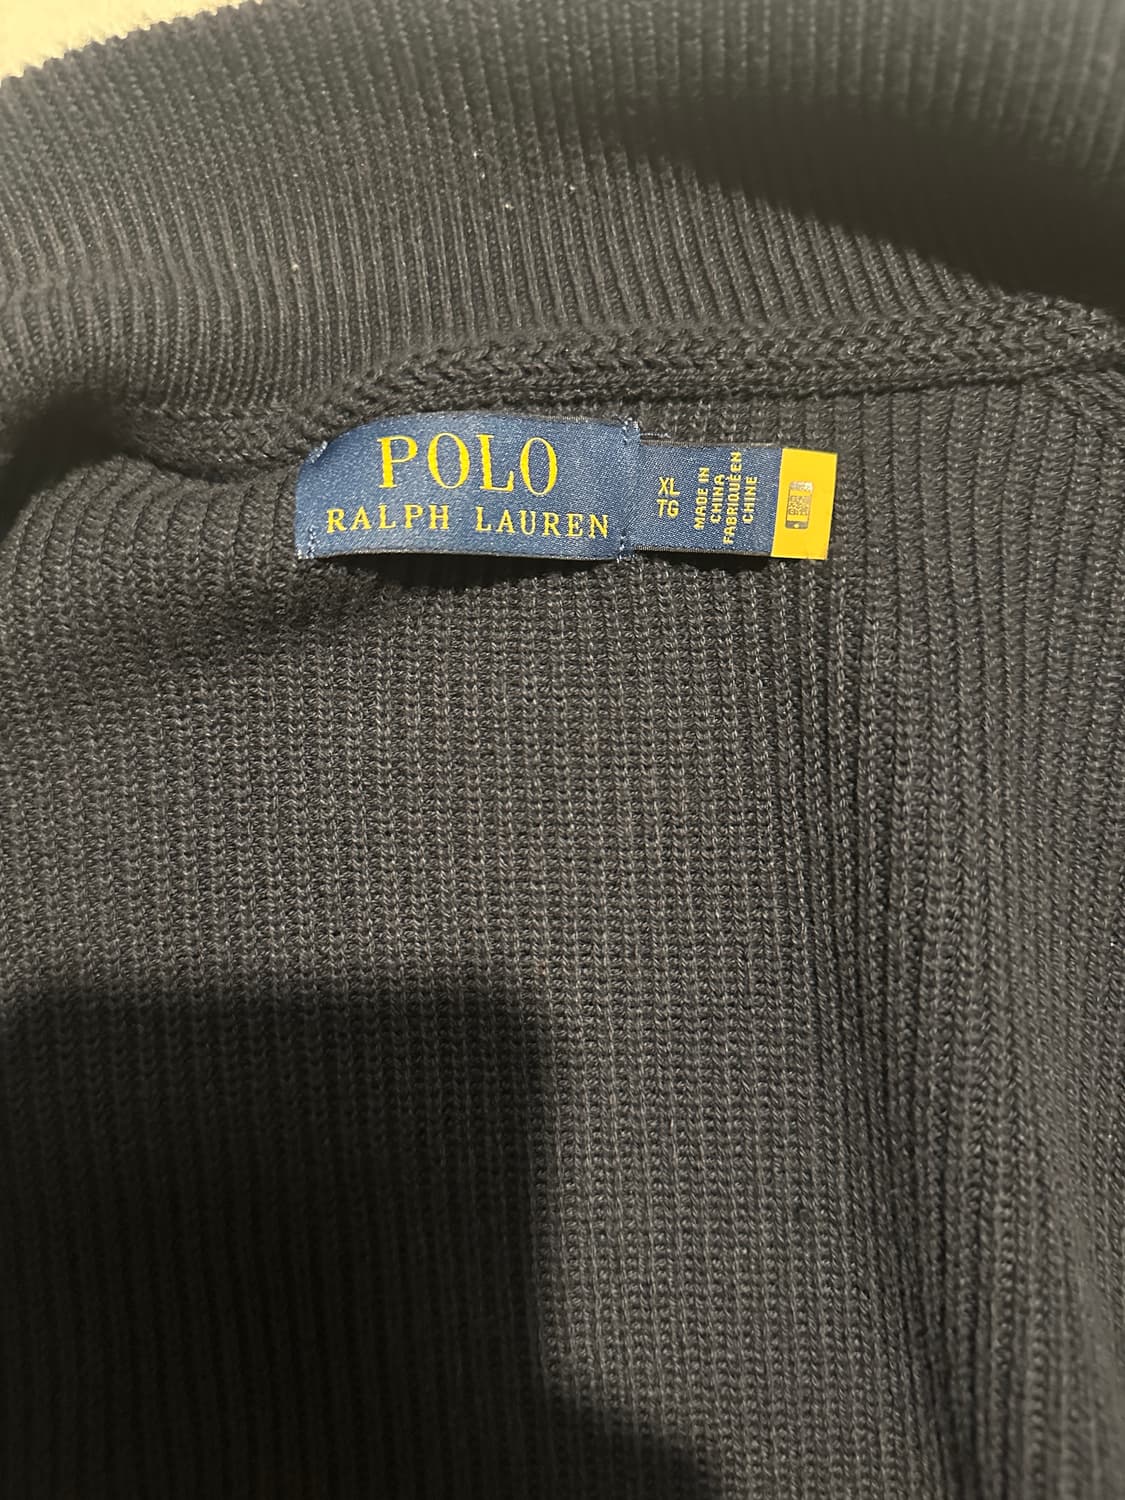 POLO
RALPH LAUREN
XL
TG
MADE IN
CHINA
FABRIQUÉ EN
CHINE